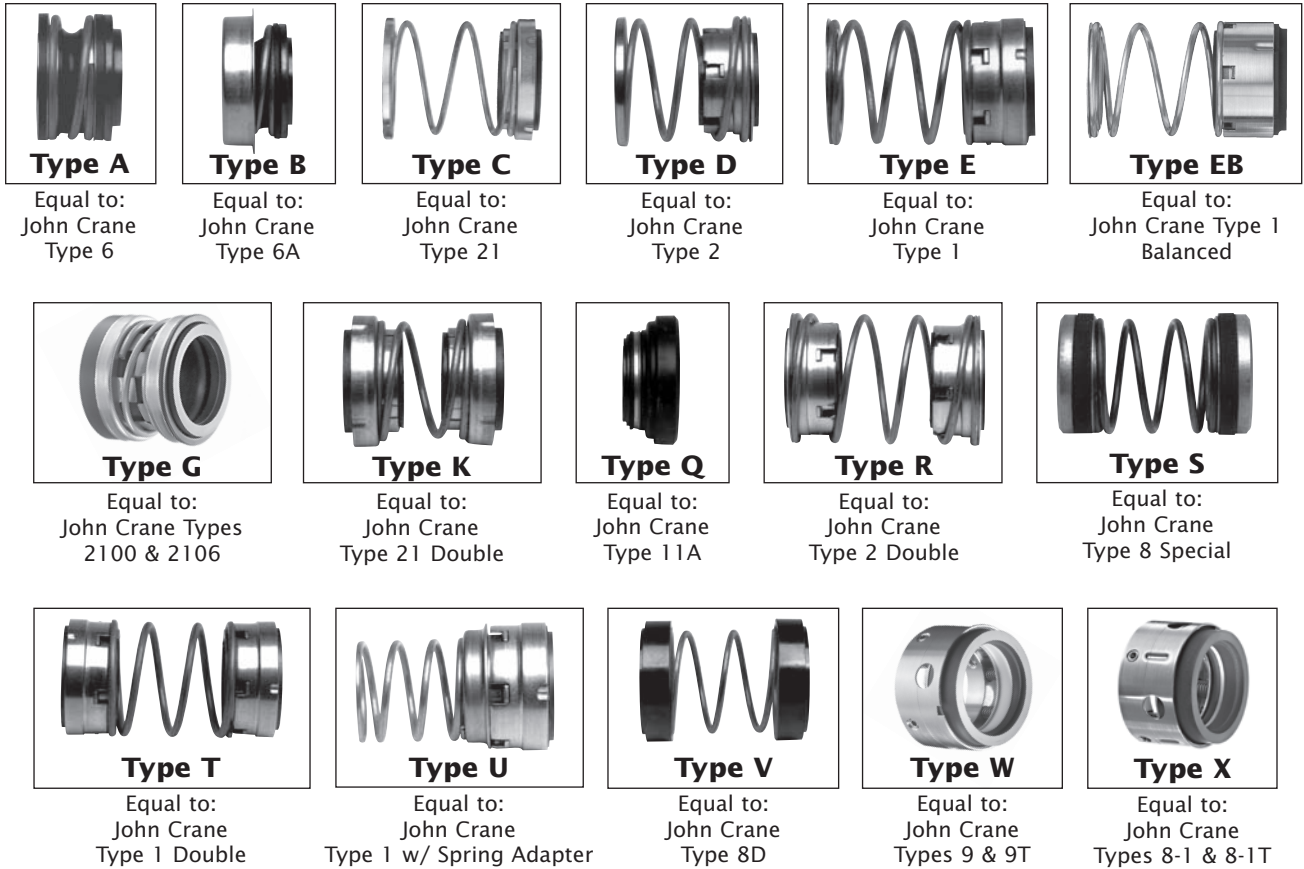 Type A
Equal to:
John Crane
Type 6
Type B
Equal to:
John Crane
Type 6A
Type C
Equal to:
John Crane
Type 21
Type D
Equal to:
John Crane
Type 2
Type E
Equal to:
John Crane
Type 1
Type EB
Equal to:
John Crane Type 1
Balanced
Type G
Equal to:
John Crane Types
2100 & 2106
Type K
Equal to:
John Crane
Type 21 Double
Type Q
Equal to:
John Crane
Type 11A
Type R
Equal to:
John Crane
Type 2 Double
Type S
Equal to:
John Crane
Type 8 Special
Type T
Equal to:
John Crane
Type 1 Double
Type U
Equal to:
John Crane
Type 1 w/ Spring Adapter
Type V
Equal to:
John Crane
Type 8D
Type W
Equal to:
John Crane
Types 9 & 9T
Type X
Equal to:
John Crane
Types 8-1 & 8-1T